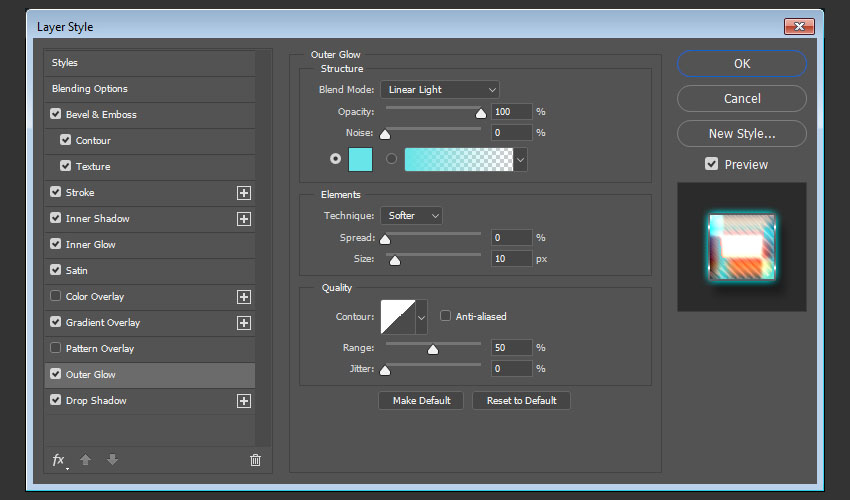 Layer Style
Styles
Blending Options
Bevel & Emboss
Contour
Texture
Stroke
Inner Shadow
Inner Glow
Satin
Color Overlay
Gradient Overlay
Pattern Overlay
Outer Glow
Drop Shadow
fx
Outer Glow
Structure
Blend Mode: Linear Light
Opacity: 100 %
Noise: 0 %
Elements
Technique: Softer
Spread: 0 %
Size: 10 px
Quality
Contour: Anti-aliased
Range: 50 %
Jitter: 0 %
Make Default Reset to Default
OK
Cancel
New Style...
Preview